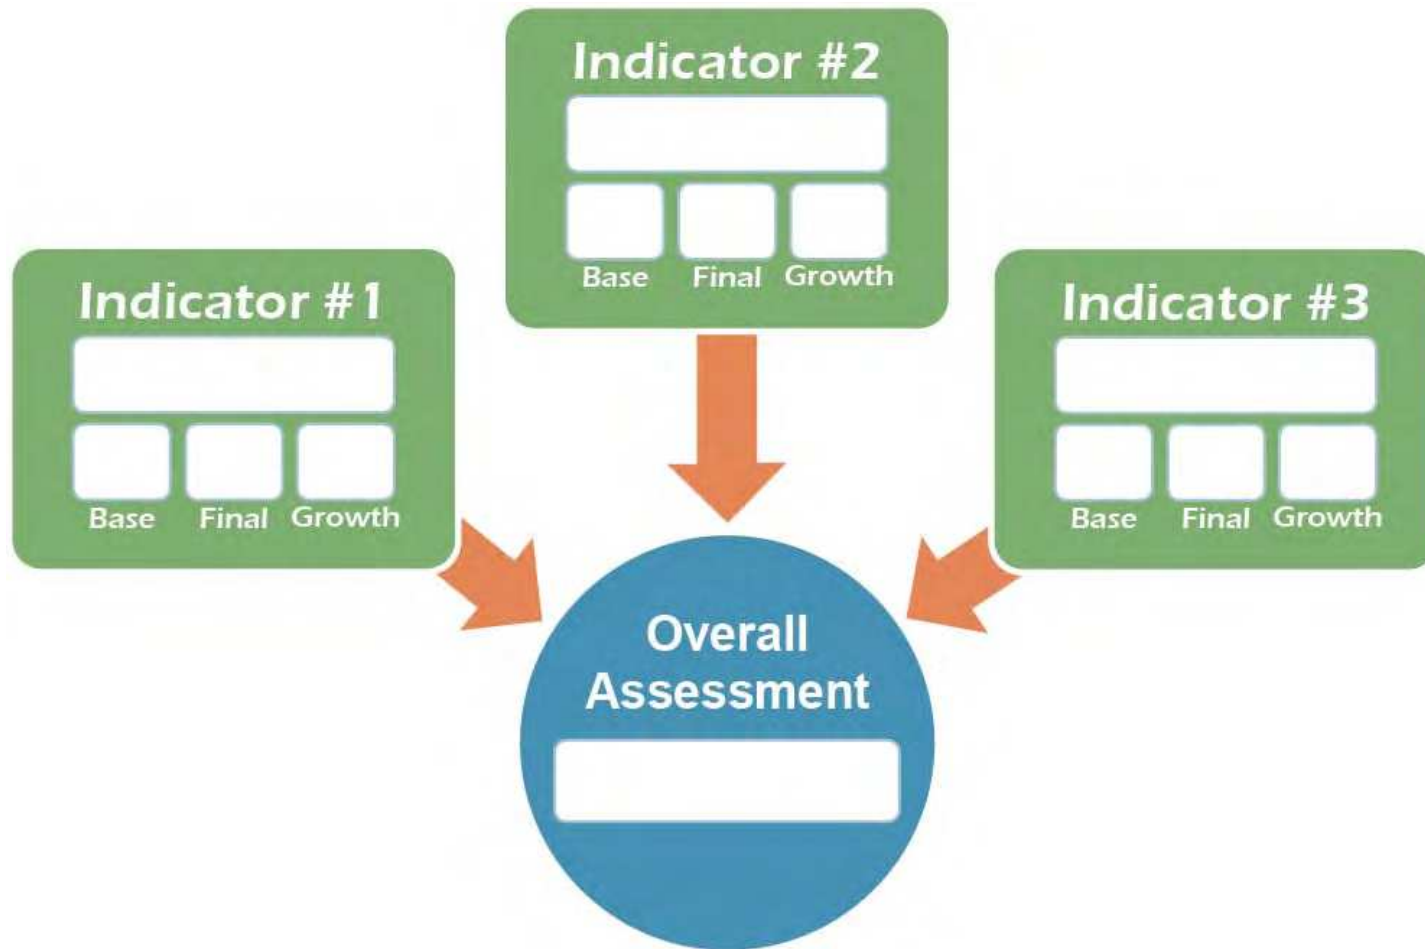 Indicator #1
Base Final Growth
Indicator #2
Base Final Growth
Indicator #3
Base Final Growth
Overall
Assessment